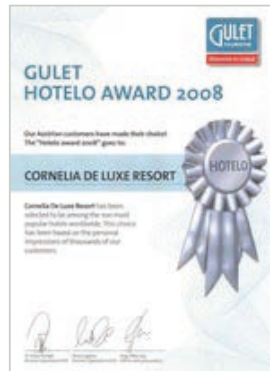 GULET
TOURISTIK
GULET
HOTELO AWARD 2008
Our Austrian customers have made their choice!
The "Hotelo award 2008" goes to:
HOTELO
CORNELIA DE LUXE RESORT
Cornelia De Luxe Resort has been
selected to be among the 100 most
popular hotels worldwide. This choice
has been based on the personal
impressions of thousands of our
customers.